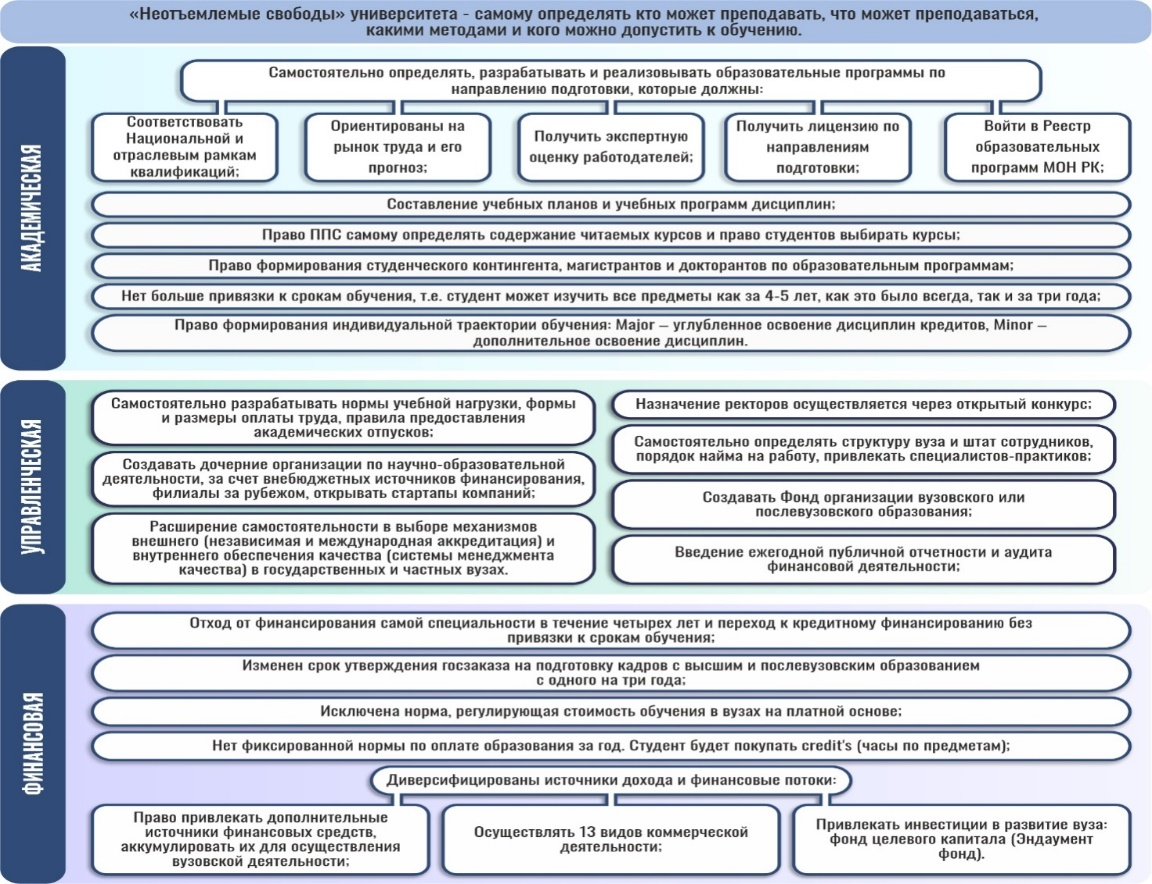 «Неотъемлемые свободы» университета - самому определять кто может преподавать, что может преподаваться,
какими методами и кого можно допустить к обучению.
АКАДЕМИЧЕСКАЯ
Самостоятельно определять, разрабатывать и реализовывать образовательные программы по
направлению подготовки, которые должны:
Соответствовать
Национальной и
отраслевым рамкам
квалификаций;
Ориентированы на
рынок труда и его
прогноз;
Получить экспертную
оценку работодателей;
Получить лицензию по
направлениям
подготовки;
Войти в Реестр
образовательных
программ МОН РК;
Составление учебных планов и учебных программ дисциплин;
Право ППС самому определять содержание читаемых курсов и право студентов выбирать курсы;
Право формирования студенческого контингента, магистрантов и докторантов по образовательным программам;
Нет больше привязки к срокам обучения, т.е. студент может изучить все предметы как за 4-5 лет, как это было всегда, так и за три года;
Право формирования индивидуальной траектории обучения: Major – углубленное освоение дисциплин кредитов, Minor –
дополнительное освоение дисциплин.
УПРАВЛЕНЧЕСКАЯ
Самостоятельно разрабатывать нормы учебной нагрузки, формы
и размеры оплаты труда, правила предоставления
академических отпусков;
Создавать дочерние организации по научно-образовательной
деятельности, за счет внебюджетных источников финансирования,
филиалы за рубежом, открывать стартапы компаний;
Расширение самостоятельности в выборе механизмов
внешнего (независимая и международная аккредитация) и
внутреннего обеспечения качества (системы менеджмента
качества) в государственных и частных вузах.
Назначение ректоров осуществляется через открытый конкурс;
Самостоятельно определять структуру вуза и штат сотрудников,
порядок найма на работу, привлекать специалистов-практиков;
Создавать Фонд организации вузовского или
послевузовского образования;
Введение ежегодной публичной отчетности и аудита
финансовой деятельности;
ФИНАНСОВАЯ
Отход от финансирования самой специальности в течение четырех лет и переход к кредитному финансированию без
привязки к срокам обучения;
Изменен срок утверждения госзаказа на подготовку кадров с высшим и послевузовским образованием
с одного на три года;
Исключена норма, регулирующая стоимость обучения в вузах на платной основе;
Нет фиксированной нормы по оплате образования за год. Студент будет покупать credit's (часы по предметам);
Диверсифицированы источники дохода и финансовые потоки:
Право привлекать дополнительные
источники финансовых средств,
аккумулировать их для осуществления
вузовской деятельности;
Осуществлять 13 видов коммерческой
деятельности;
Привлекать инвестиции в развитие вуза:
фонд целевого капитала (Эндаумент
фонд).